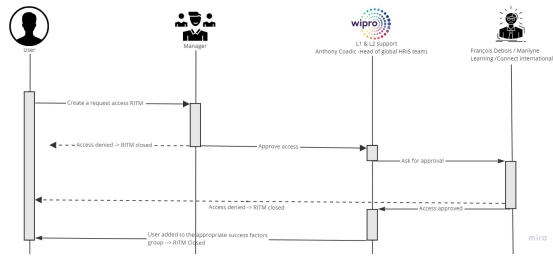 wipro
User
Manager
L1 & L2 support
Anthony Coadic -Head of global HRIS team)
François Debois / Marilyne
Learning /Connect international
Create a request access RITM
Access denied -> RITM closed
Approve access
Ask for approval
Access denied -> RITM closed
Access approved
User added to the appropriate success factors
group --> RITM Closed
miro